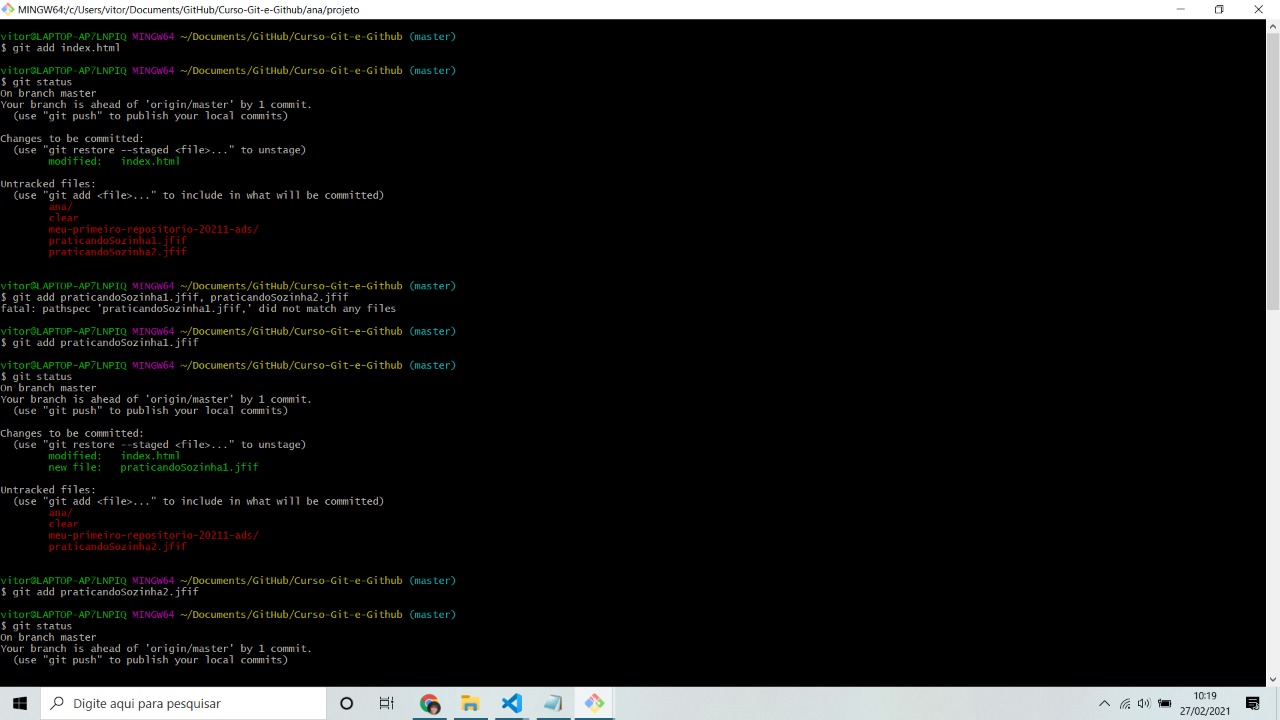 MINGW64:/c/Users/vitor/Documents/GitHub/Curso-Git-e-Github/ana/projeto
vitor@LAPTOP-AP7LNPIQ MINGW64 ~/Documents/GitHub/Curso-Git-e-Github (master)
$ git add index.html
vitor@LAPTOP-AP7LNPIQ MINGW64 ~/Documents/GitHub/Curso-Git-e-Github (master)
$ git status
On branch master
Your branch is ahead of 'origin/master' by 1 commit.
  (use "git push" to publish your local commits)
Changes to be committed:
  (use "git restore --staged <file>..." to unstage)
        modified:   index.html
Untracked files:
  (use "git add <file>..." to include in what will be committed)
        ana/
        clear
        meu-primeiro-repositorio-20211-ads/
        praticandoSozinha1.jfif
        praticandoSozinha2.jfif
vitor@LAPTOP-AP7LNPIQ MINGW64 ~/Documents/GitHub/Curso-Git-e-Github (master)
$ git add praticandoSozinha1.jfif, praticandoSozinha2.jfif
fatal: pathspec 'praticandoSozinha1.jfif,' did not match any files
vitor@LAPTOP-AP7LNPIQ MINGW64 ~/Documents/GitHub/Curso-Git-e-Github (master)
$ git add praticandoSozinha1.jfif
vitor@LAPTOP-AP7LNPIQ MINGW64 ~/Documents/GitHub/Curso-Git-e-Github (master)
$ git status
On branch master
Your branch is ahead of 'origin/master' by 1 commit.
  (use "git push" to publish your local commits)
Changes to be committed:
  (use "git restore --staged <file>..." to unstage)
        modified:   index.html
        new file:   praticandoSozinha1.jfif
Untracked files:
  (use "git add <file>..." to include in what will be committed)
        ana/
        clear
        meu-primeiro-repositorio-20211-ads/
        praticandoSozinha2.jfif
vitor@LAPTOP-AP7LNPIQ MINGW64 ~/Documents/GitHub/Curso-Git-e-Github (master)
$ git add praticandoSozinha2.jfif
vitor@LAPTOP-AP7LNPIQ MINGW64 ~/Documents/GitHub/Curso-Git-e-Github (master)
$ git status
On branch master
Your branch is ahead of 'origin/master' by 1 commit.
  (use "git push" to publish your local commits)
Digite aqui para pesquisar
10:19
27/02/2021